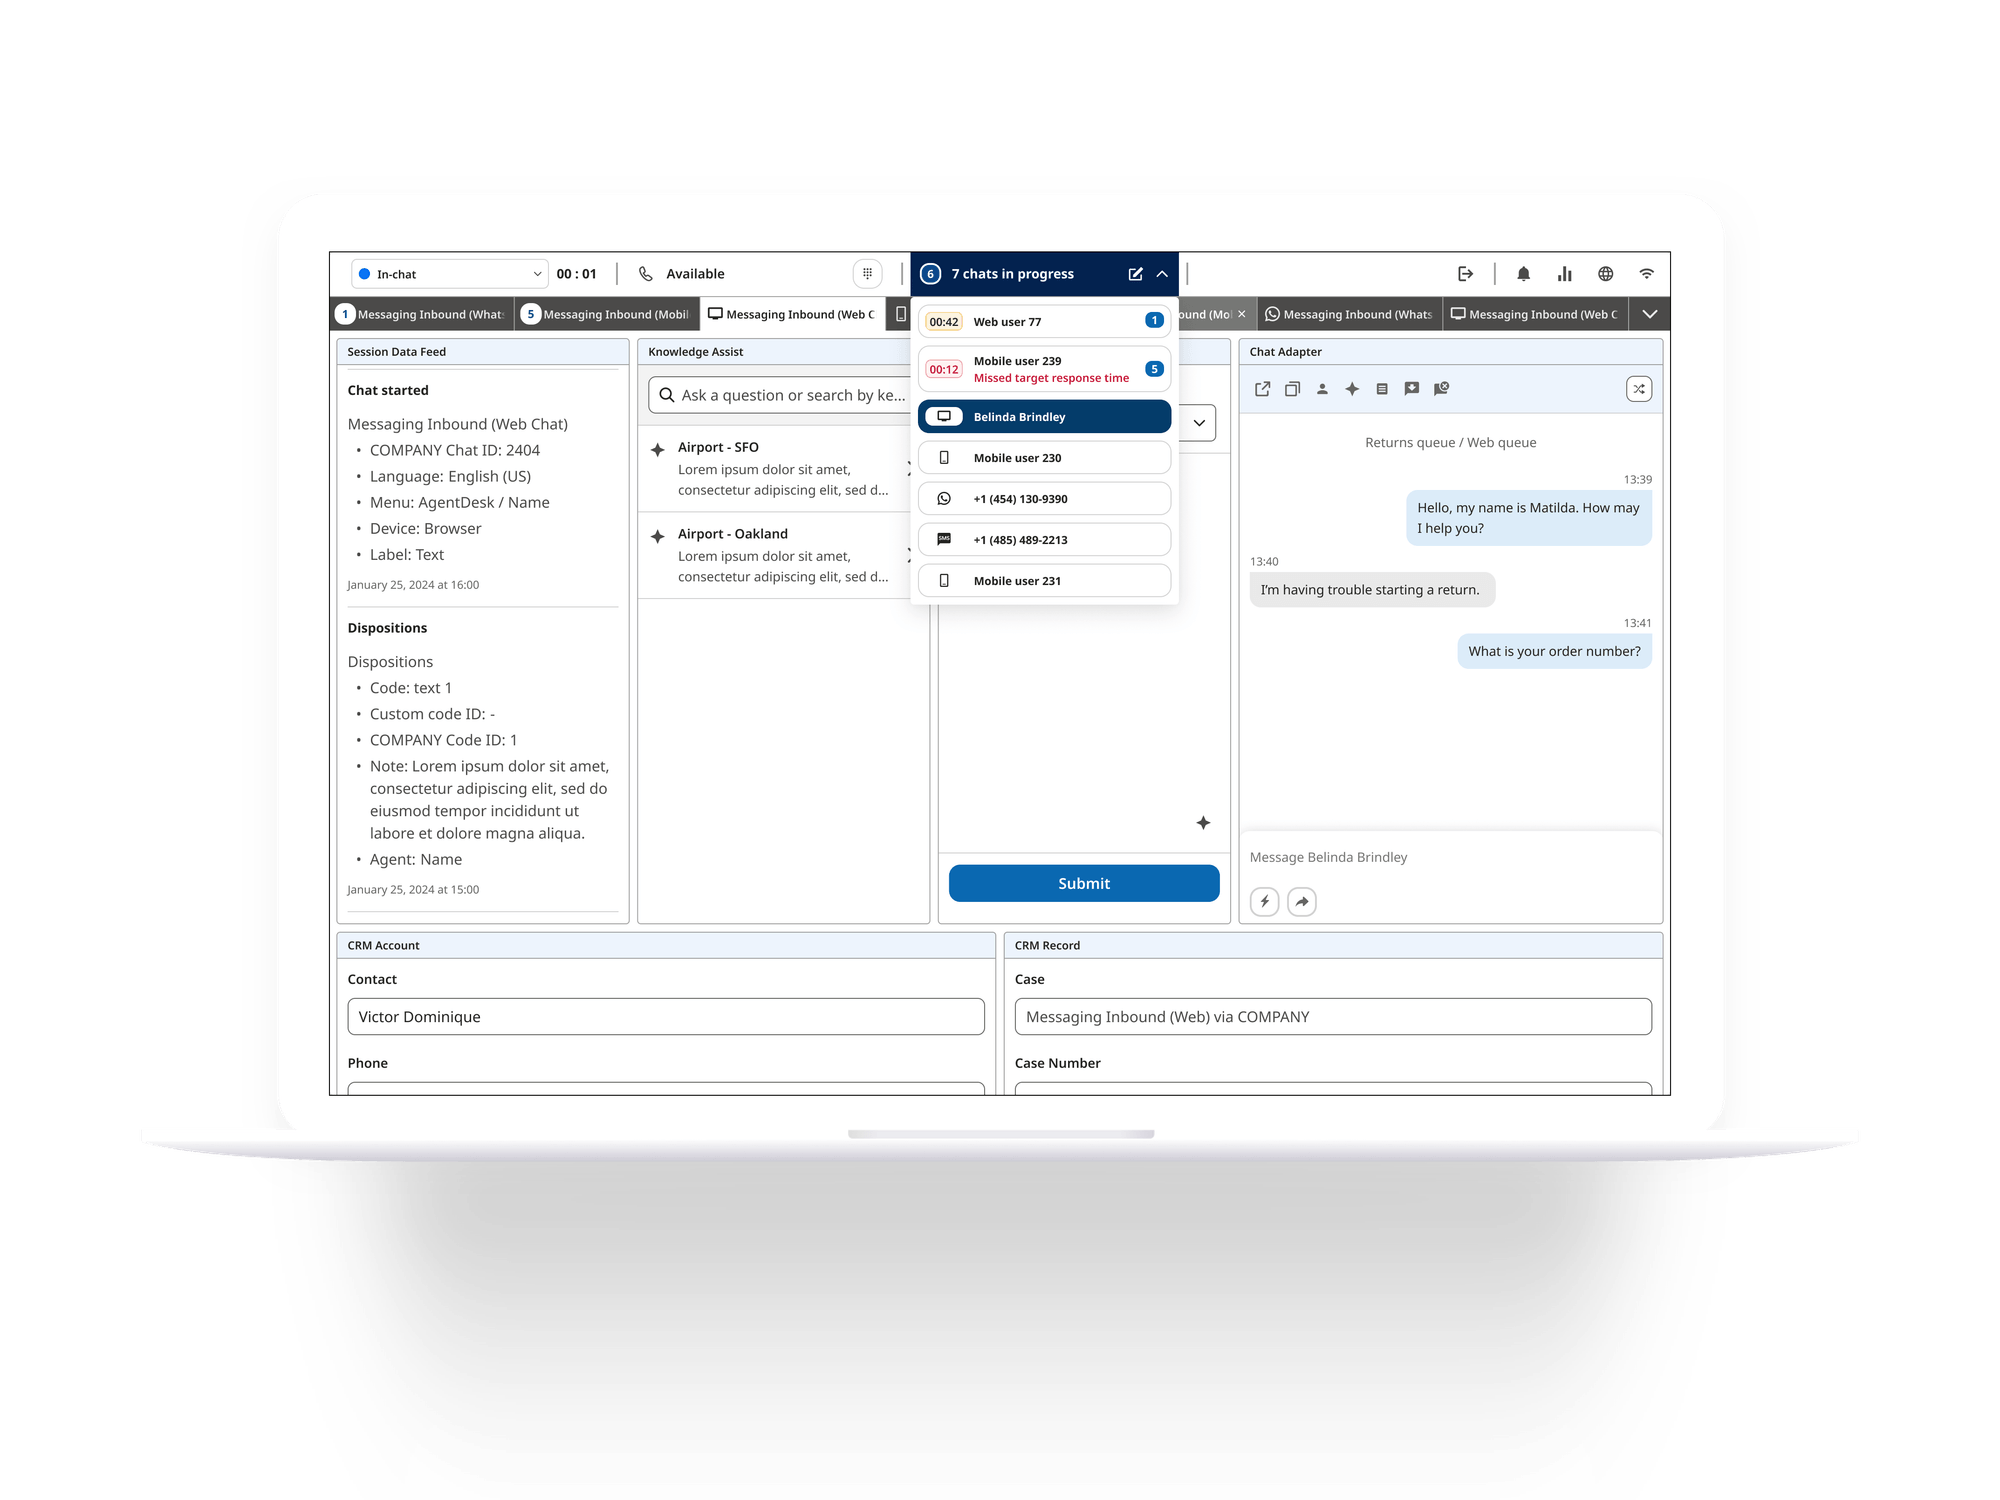 In-chat
00 : 01
Available
6
7 chats in progress
1 Messaging Inbound (Whats
5 Messaging Inbound (Mobil
Messaging Inbound (Web C
ound (Mo
Messaging Inbound (Whats
Messaging Inbound (Web C
00:42
Web user 77
1
00:12
Mobile user 239
Missed target response time
5
Belinda Brindley
Mobile user 230
+1 (454) 130-9390
SMS
+1 (485) 489-2213
Mobile user 231
Session Data Feed
Chat started
Messaging Inbound (Web Chat)
• COMPANY Chat ID: 2404
• Language: English (US)
• Menu: AgentDesk / Name
• Device: Browser
• Label: Text
January 25, 2024 at 16:00
Dispositions
Dispositions
• Code: text 1
• Custom code ID: -
• COMPANY Code ID: 1
• Note: Lorem ipsum dolor sit amet,
consectetur adipiscing elit, sed do
eiusmod tempor incididunt ut
labore et dolore magna aliqua.
• Agent: Name
January 25, 2024 at 15:00
Knowledge Assist
Ask a question or search by ke...
Airport - SFO
Lorem ipsum dolor sit amet,
consectetur adipiscing elit, sed d...
Airport - Oakland
Lorem ipsum dolor sit amet,
consectetur adipiscing elit, sed d...
Submit
Chat Adapter
Returns queue / Web queue
13:39
Hello, my name is Matilda. How may
I help you?
13:40
I'm having trouble starting a return.
13:41
What is your order number?
Message Belinda Brindley
CRM Account
Contact
Victor Dominique
Phone
CRM Record
Case
Messaging Inbound (Web) via COMPANY
Case Number